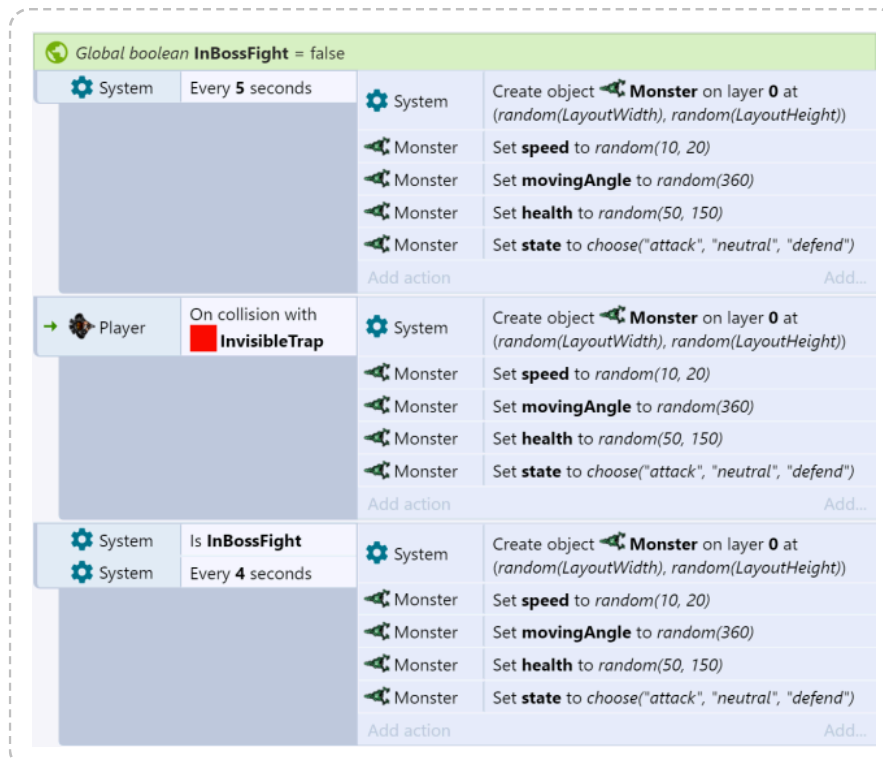 Global boolean InBossFight = false
System Every 5 seconds
System Create object Monster on layer 0 at
(random(LayoutWidth), random(LayoutHeight))
Monster Set speed to random(10, 20)
Monster Set movingAngle to random(360)
Monster Set health to random(50, 150)
Monster Set state to choose("attack", "neutral", "defend")
Add action Add...
Player On collision with
InvisibleTrap
System Create object Monster on layer 0 at
(random(LayoutWidth), random(LayoutHeight))
Monster Set speed to random(10, 20)
Monster Set movingAngle to random(360)
Monster Set health to random(50, 150)
Monster Set state to choose("attack", "neutral", "defend")
Add action Add...
System Is InBossFight
System Every 4 seconds
System Create object Monster on layer 0 at
(random(LayoutWidth), random(LayoutHeight))
Monster Set speed to random(10, 20)
Monster Set movingAngle to random(360)
Monster Set health to random(50, 150)
Monster Set state to choose("attack", "neutral", "defend")
Add action Add...